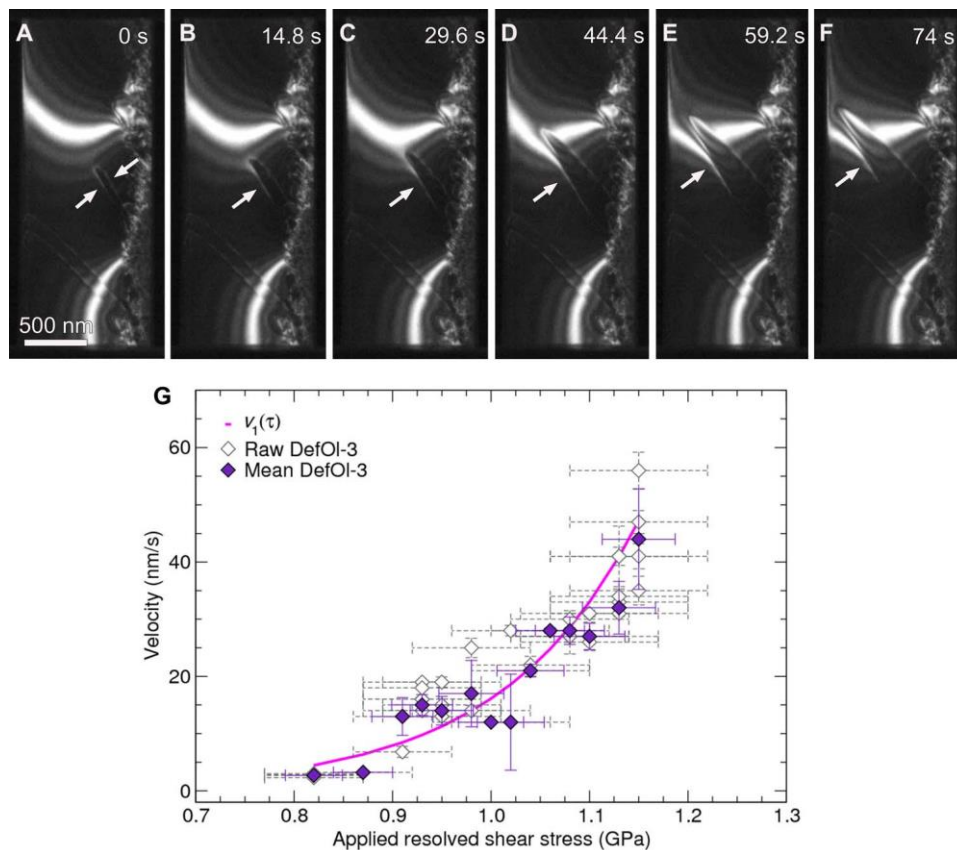 A 0 s
B 14.8 s
C 29.6 s
D 44.4 s
E 59.2 s
F 74 s
500 nm
G
v1(τ)
Raw DefOl-3
Mean DefOl-3
Velocity (nm/s)
60
40
20
0
0.7 0.8 0.9 1.0 1.1 1.2 1.3
Applied resolved shear stress (GPa)